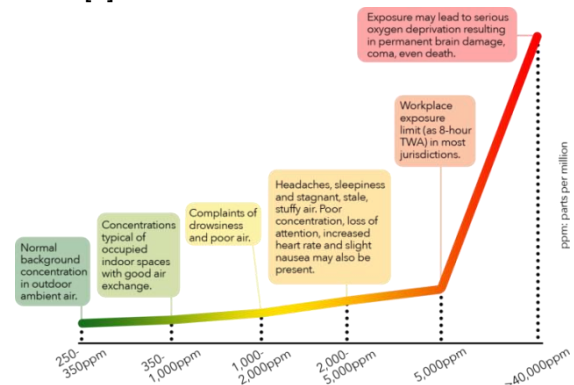 Exposure may lead to serious
oxygen deprivation resulting
in permanent brain damage,
coma, even death.
Workplace
exposure
limit (as 8-hour
TWA) in most
jurisdictions.
Headaches, sleepiness
and stagnant, stale,
stuffy air. Poor
concentration, loss of
attention, increased
heart rate and slight
nausea may also be
present.
Complaints of
drowsiness
and poor air.
Concentrations
typical of
occupied
indoor spaces
with good air
exchange.
Normal
background
concentration
in outdoor
ambient air.
ppm: parts per million
250-
350ppm
350-
1,000ppm
1,000-
2,000ppm
2,000-
5,000ppm
5,000ppm
~40,000ppm